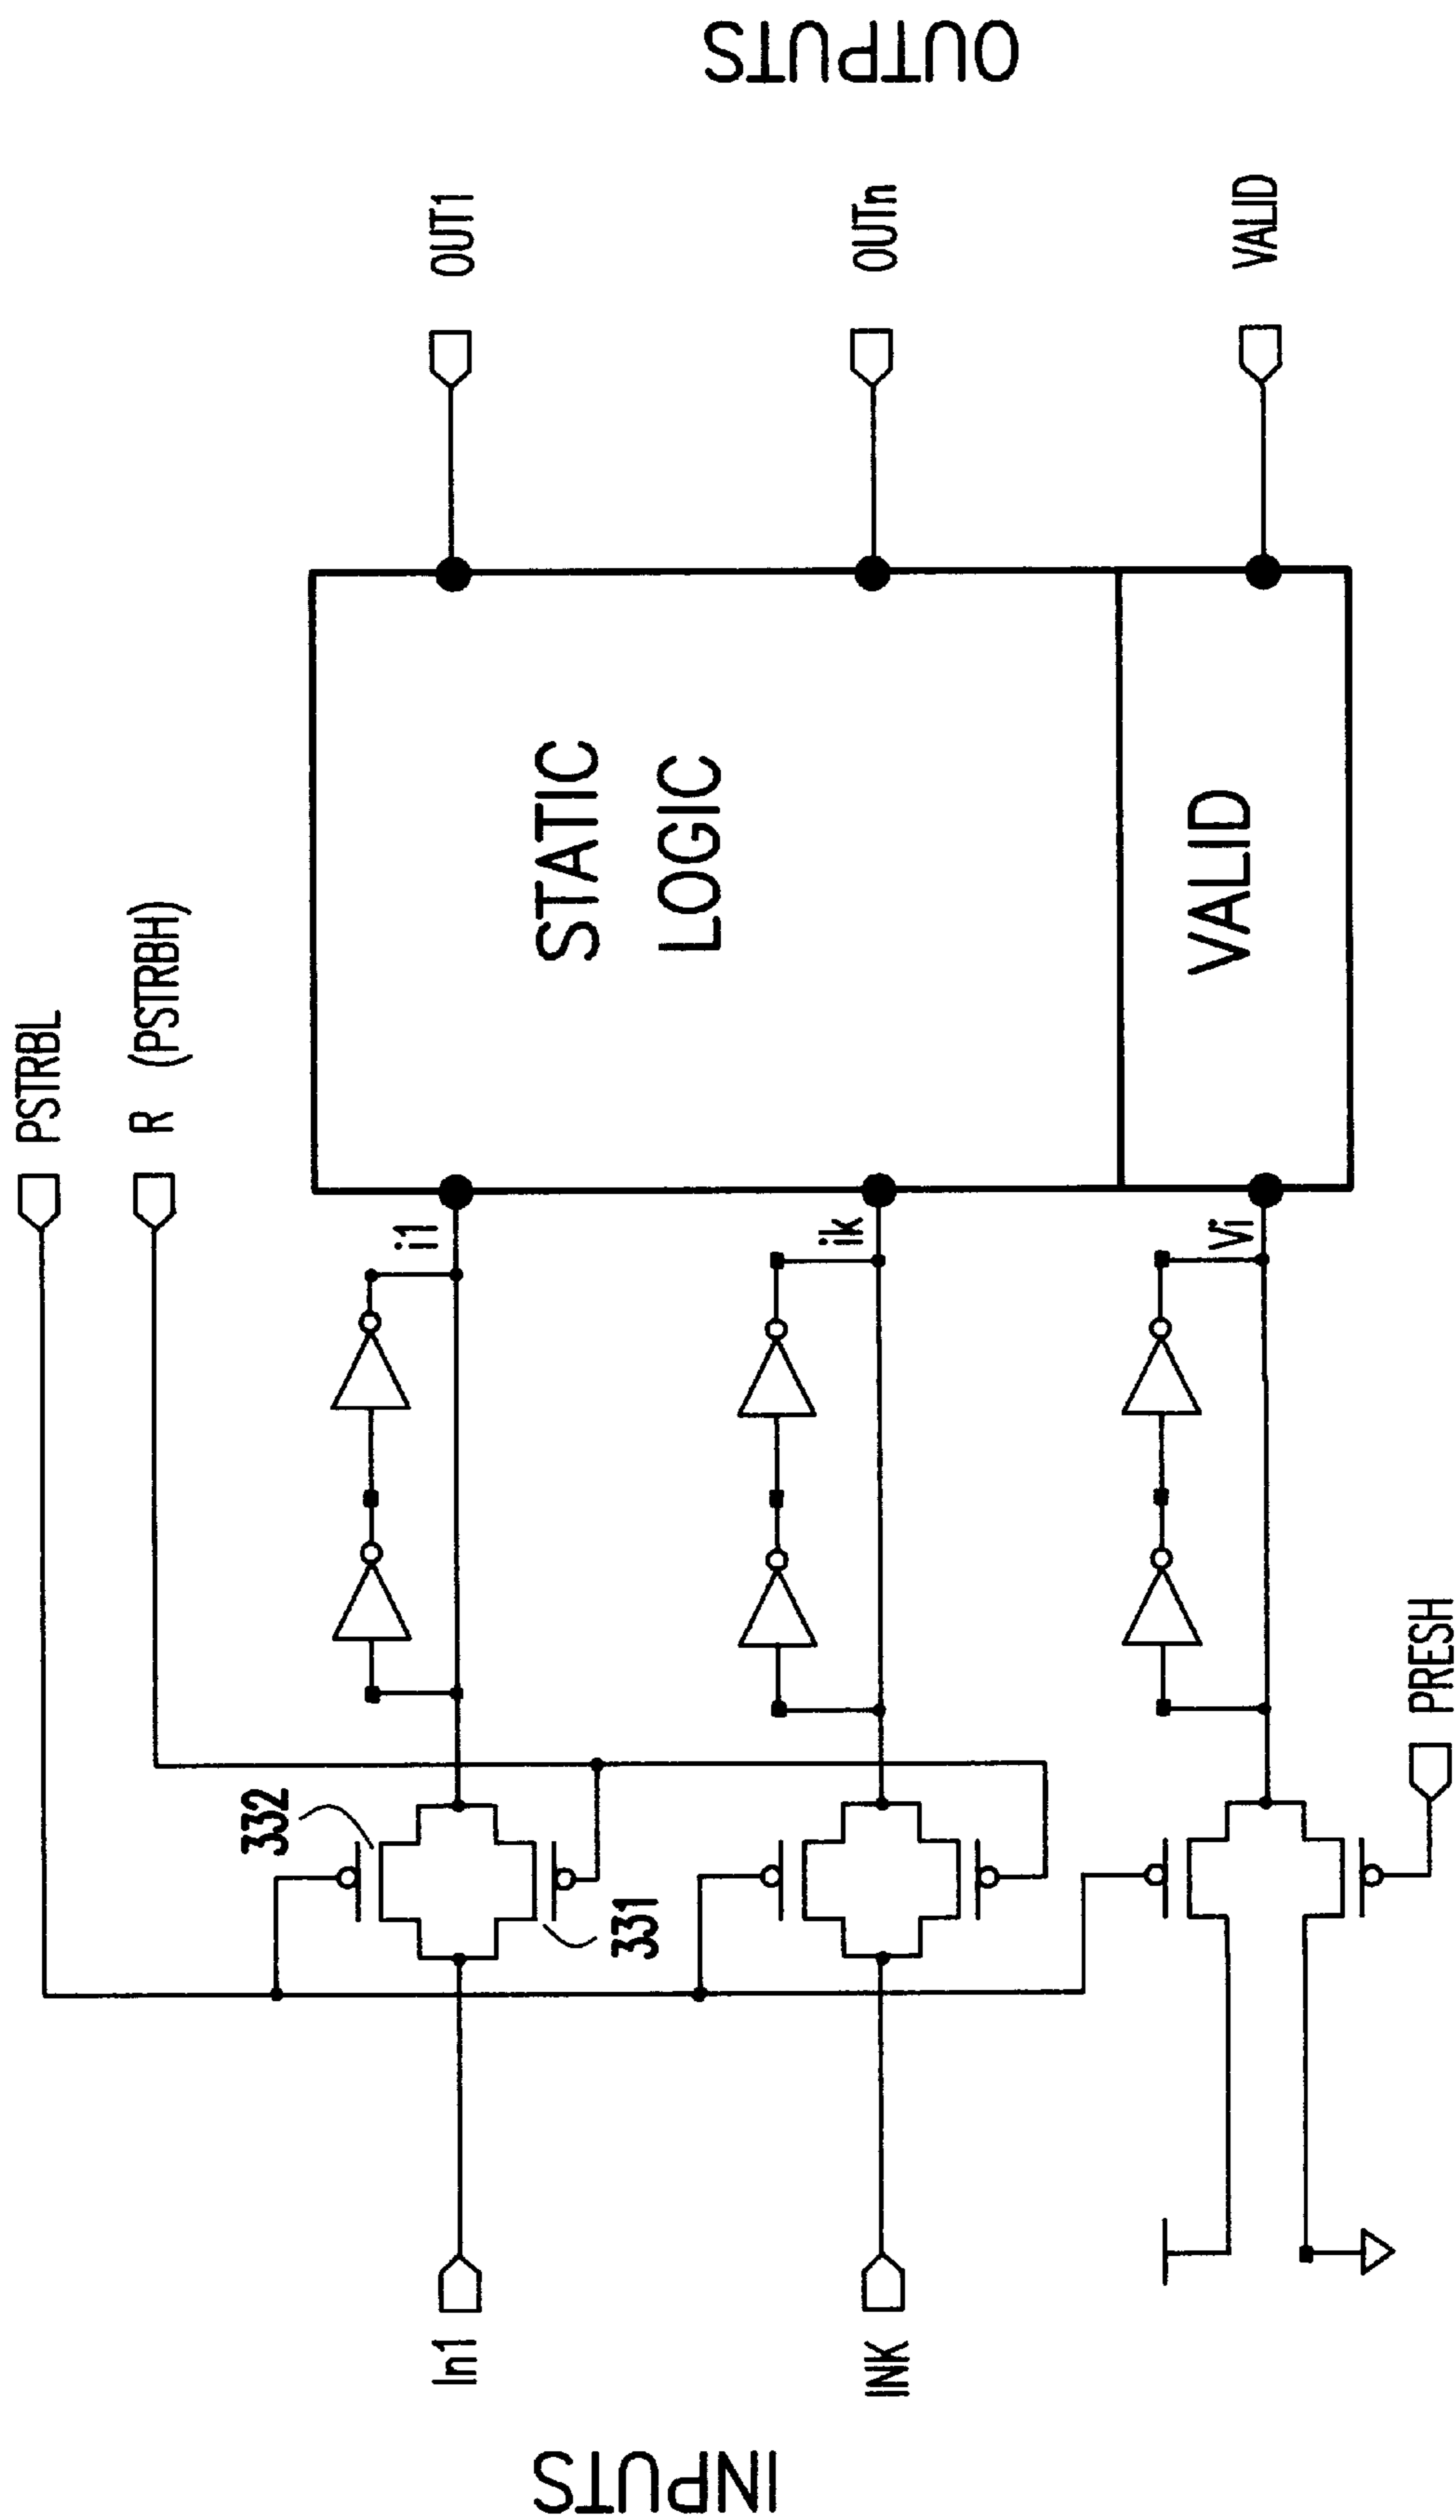 PSTRBL
R (PSTRBH)
INPUTS
OUTPUTS
In1
332
331
i1
OUT1
STATIC
LOGIC
INK
ik
OUTn
Vi
VALID
VALID
PRESH